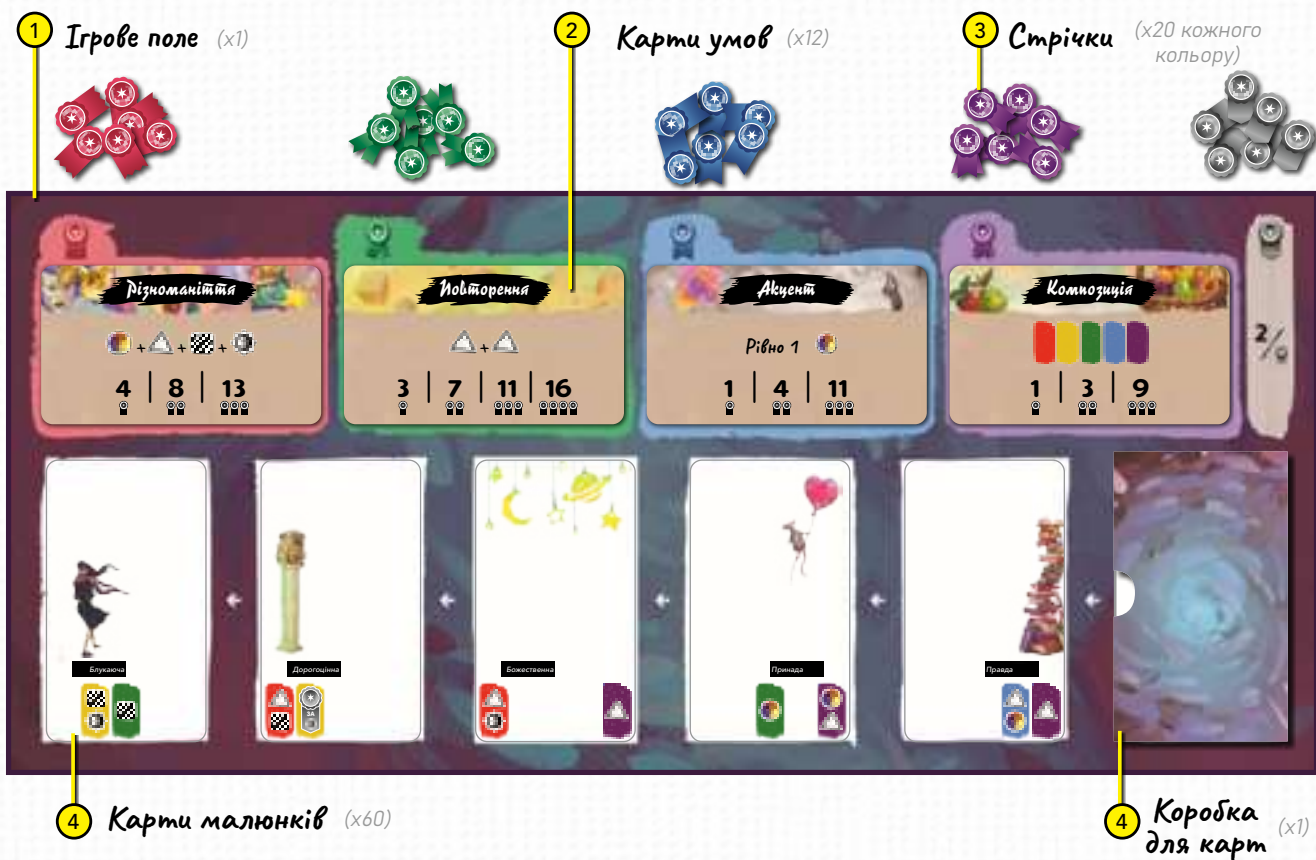 1 Ігрове поле (x1)
2 Карти умов (x12)
3 Стрічки (x20 кожного
кольору)
Різноманіття
+ + +
4 | 8 | 13
Повторення
+
3 | 7 | 11 | 16
Акцент
Рівно 1
1 | 4 | 11
Композиція
1 | 3 | 9
2/
Блукаюча
Дорогоцінна
ЗА
Божественна
Принада
Правда
4 Карти малюнків (x60)
4 Коробка
для карт (x1)